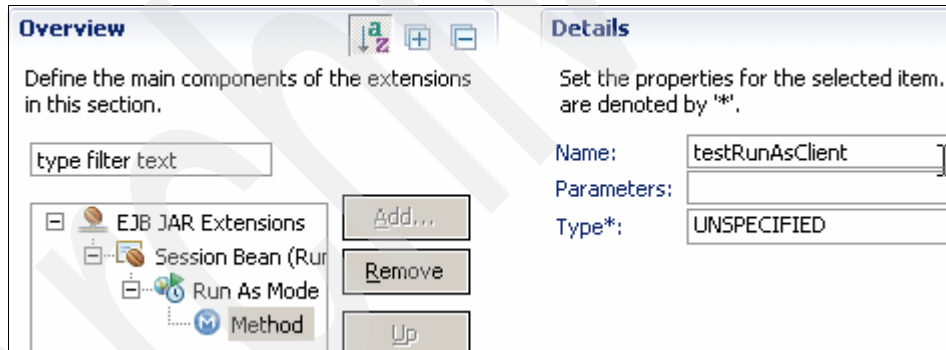 Overview
Define the main components of the extensions
in this section.
type filter text
EJB JAR Extensions
Session Bean (Run
Run As Mode
Method
Add...
Remove
Up
Details
Set the properties for the selected item.
are denoted by '*'.
Name: testRunAsClient
Parameters:
Type*: UNSPECIFIED